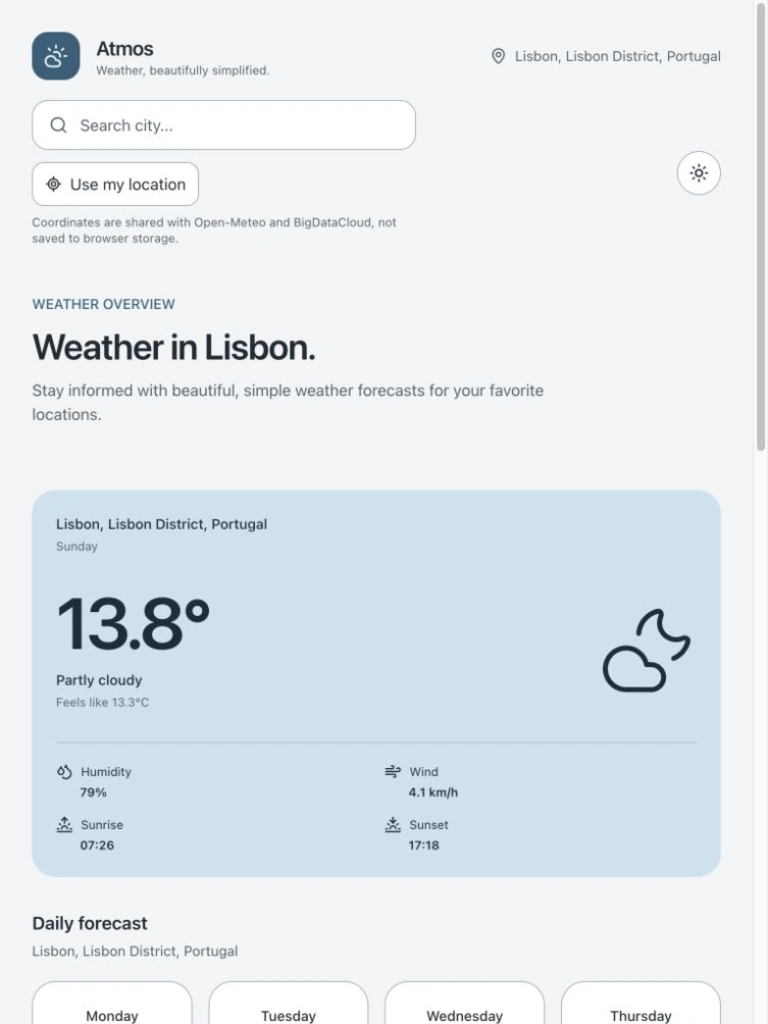 Atmos
Weather, beautifully simplified.
Lisbon, Lisbon District, Portugal
Search city...
Use my location
Coordinates are shared with Open-Meteo and BigDataCloud, not
saved to browser storage.
WEATHER OVERVIEW
Weather in Lisbon.
Stay informed with beautiful, simple weather forecasts for your favorite
locations.
Lisbon, Lisbon District, Portugal
Sunday
13.8°
Partly cloudy
Feels like 13.3°C
Humidity
79%
Wind
4.1 km/h
Sunrise
07:26
Sunset
17:18
Daily forecast
Lisbon, Lisbon District, Portugal
Monday
Tuesday
Wednesday
Thursday